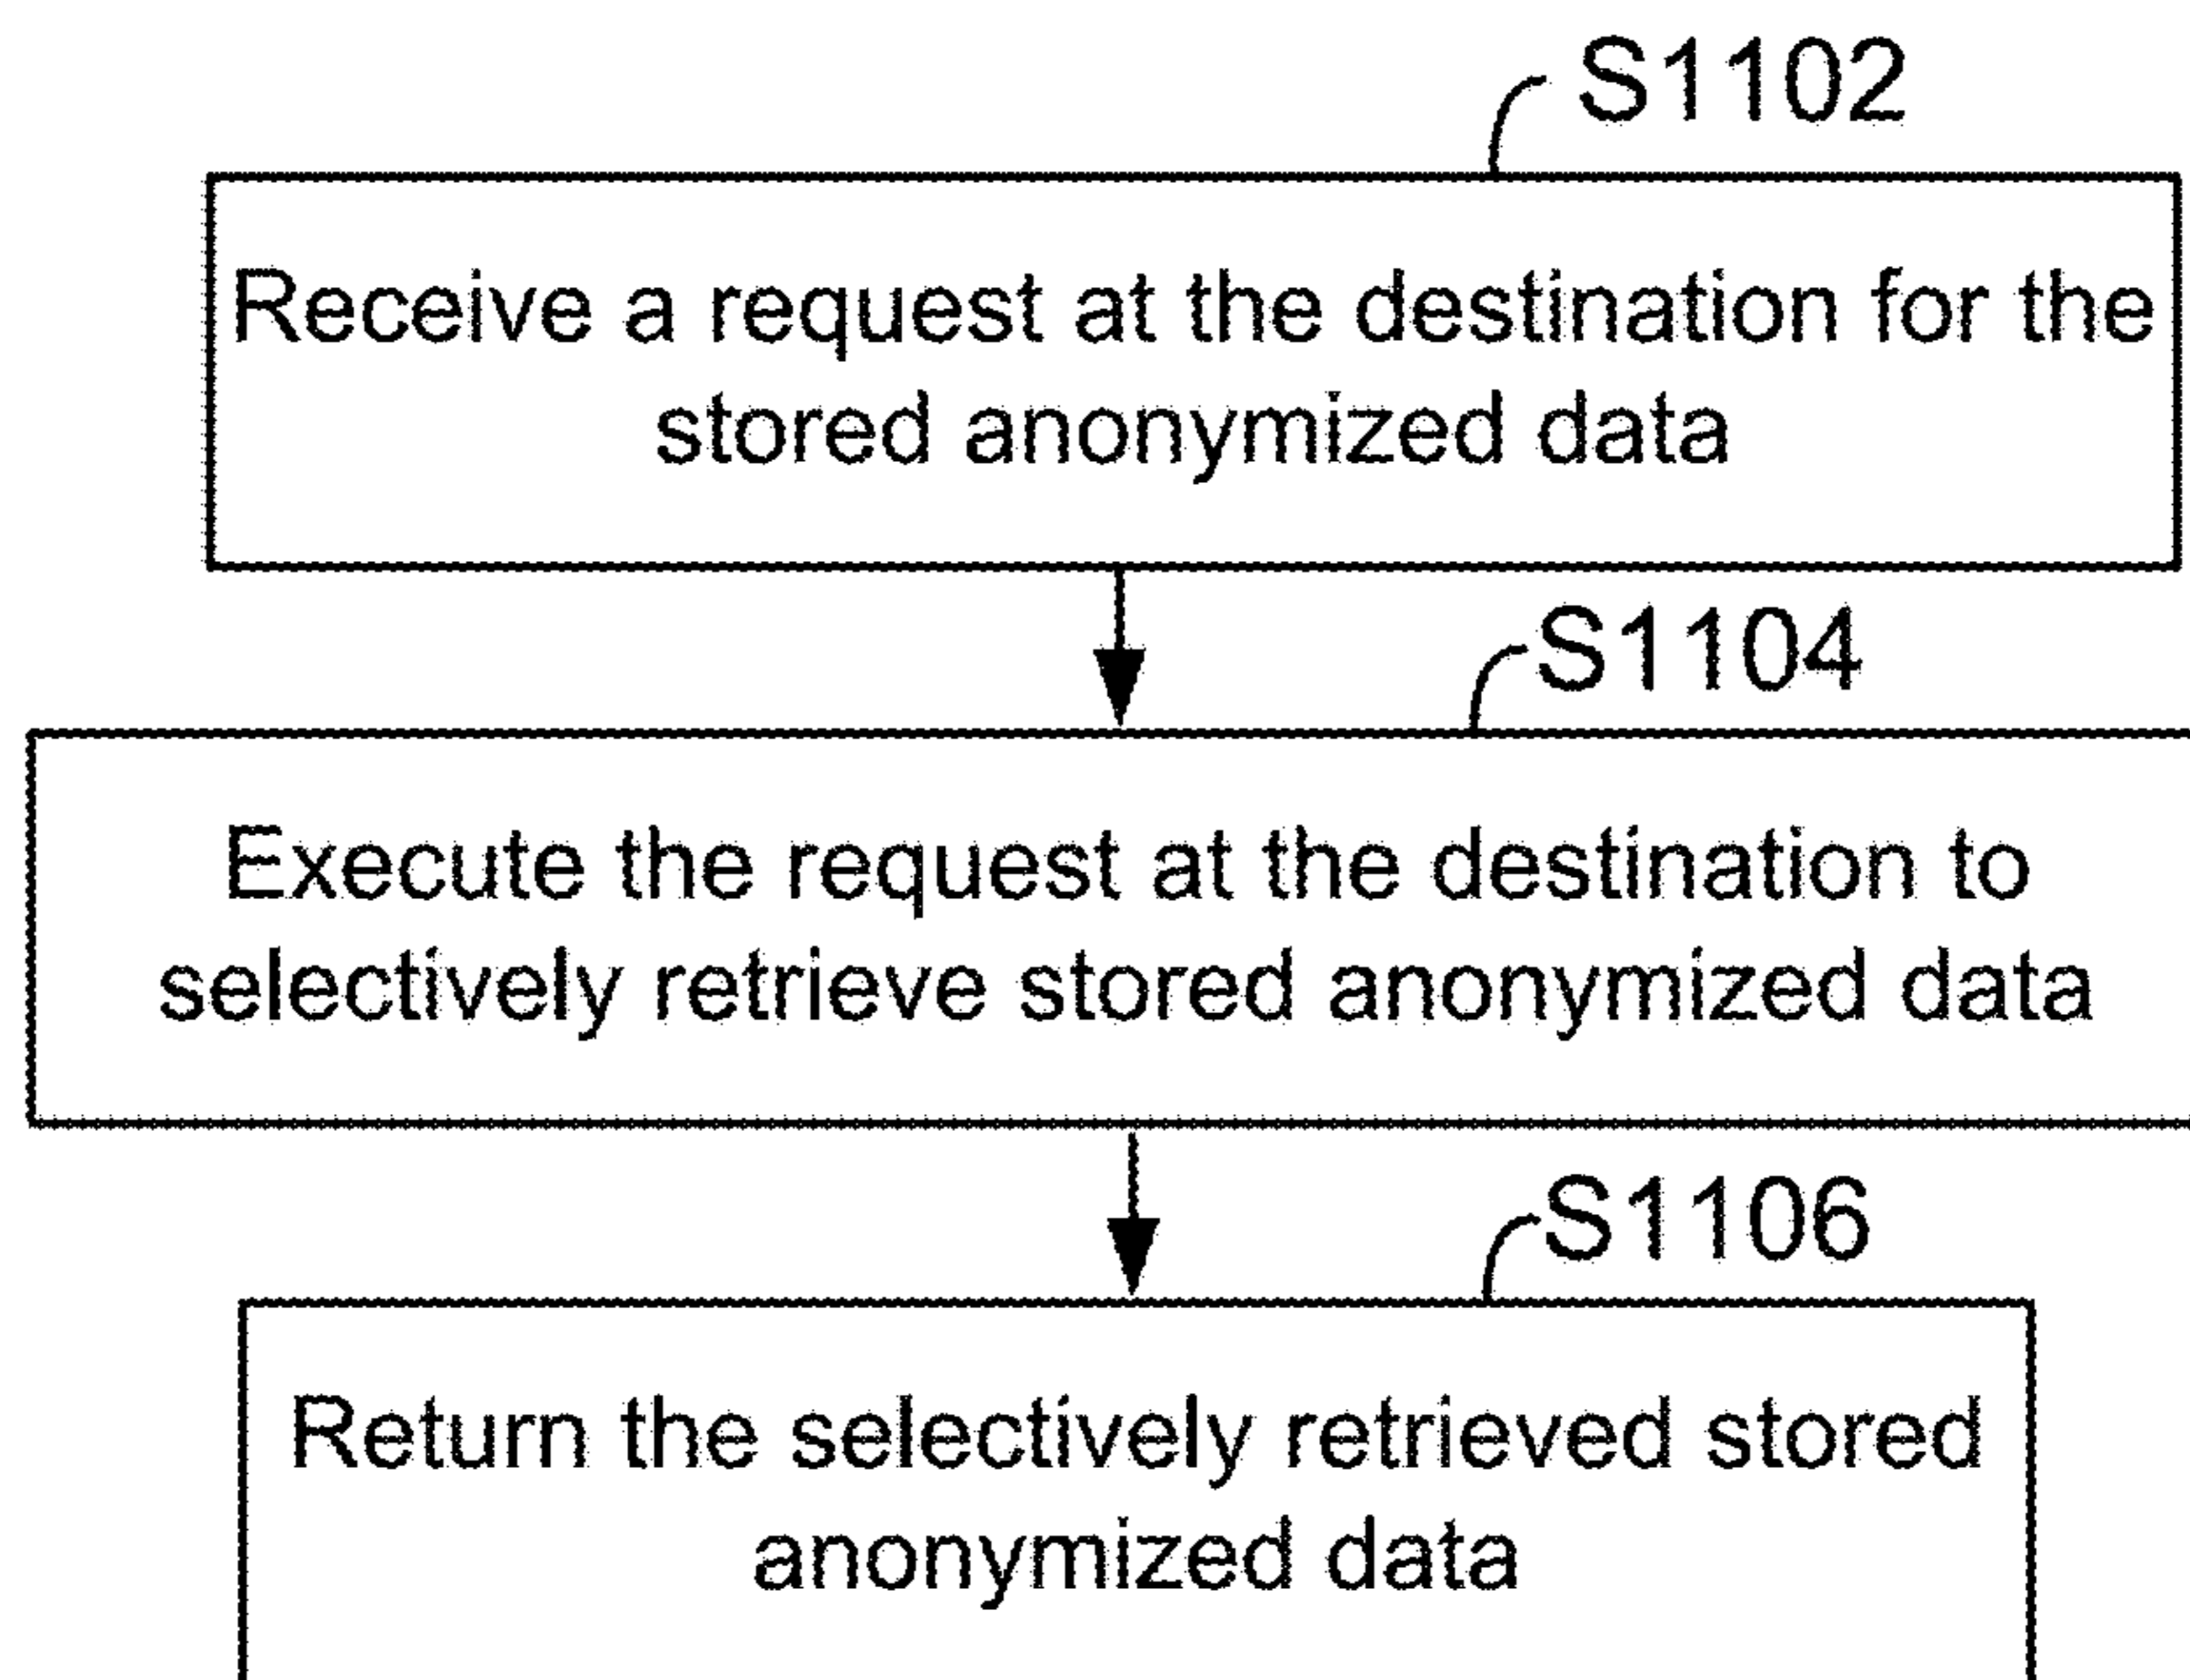 S1102
Receive a request at the destination for the
stored anonymized data
S1104
Execute the request at the destination to
selectively retrieve stored anonymized data
S1106
Return the selectively retrieved stored
anonymized data